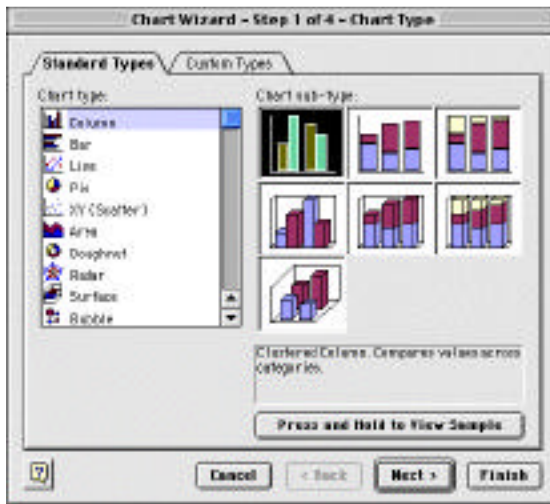 Chart Wizard - Step 1 of 4 - Chart Type
Standard Types
Custom Types
Chart type:
Chart sub-type:
Column
Bar
Line
Pie
XY (Scatter)
Area
Doughnut
Radar
Surface
Bubble
Clustered Column. Compares values across
categories.
Press and Hold to View Sample
?
Cancel
< Back
Next >
Finish